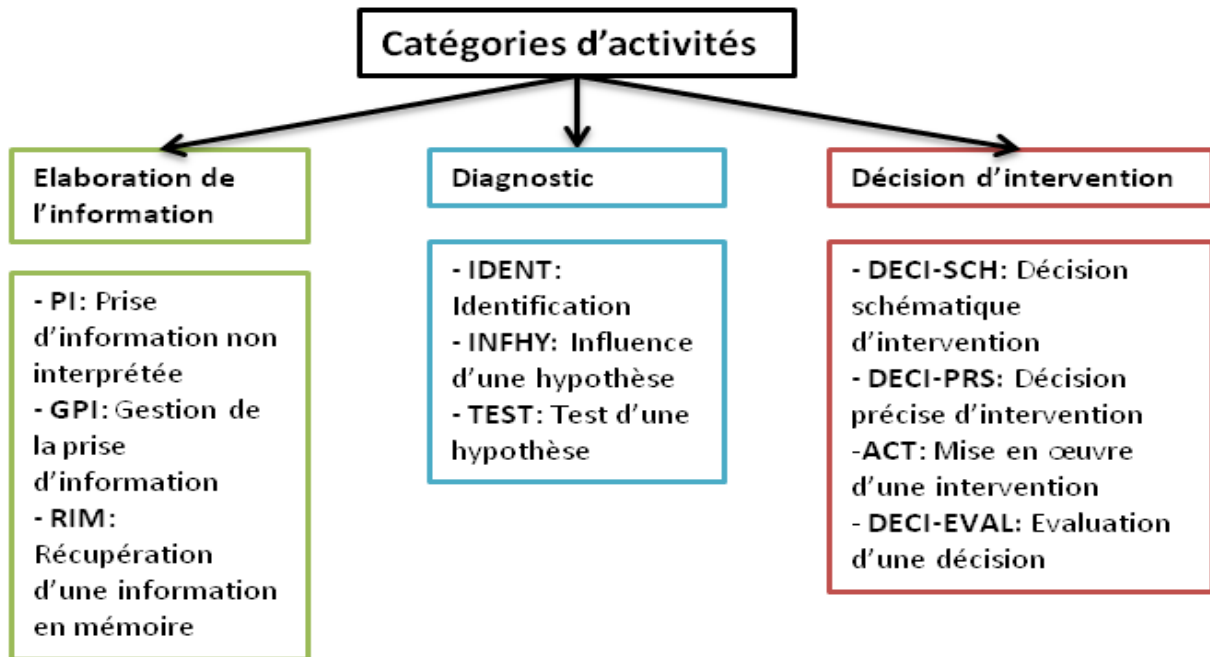 Catégories d'activités
Elaboration de
l'information
- PI: Prise
d'information non
interprétée
- GPI: Gestion de
la prise
d'information
- RIM:
Récupération
d'une information
en mémoire
Diagnostic
- IDENT:
Identification
- INFHY: Influence
d'une hypothèse
- TEST: Test d'une
hypothèse
Décision d'intervention
- DECI-SCH: Décision
schématique
d'intervention
- DECI-PRS: Décision
précise d'intervention
-ACT: Mise en œuvre
d'une intervention
- DECI-EVAL: Evaluation
d'une décision